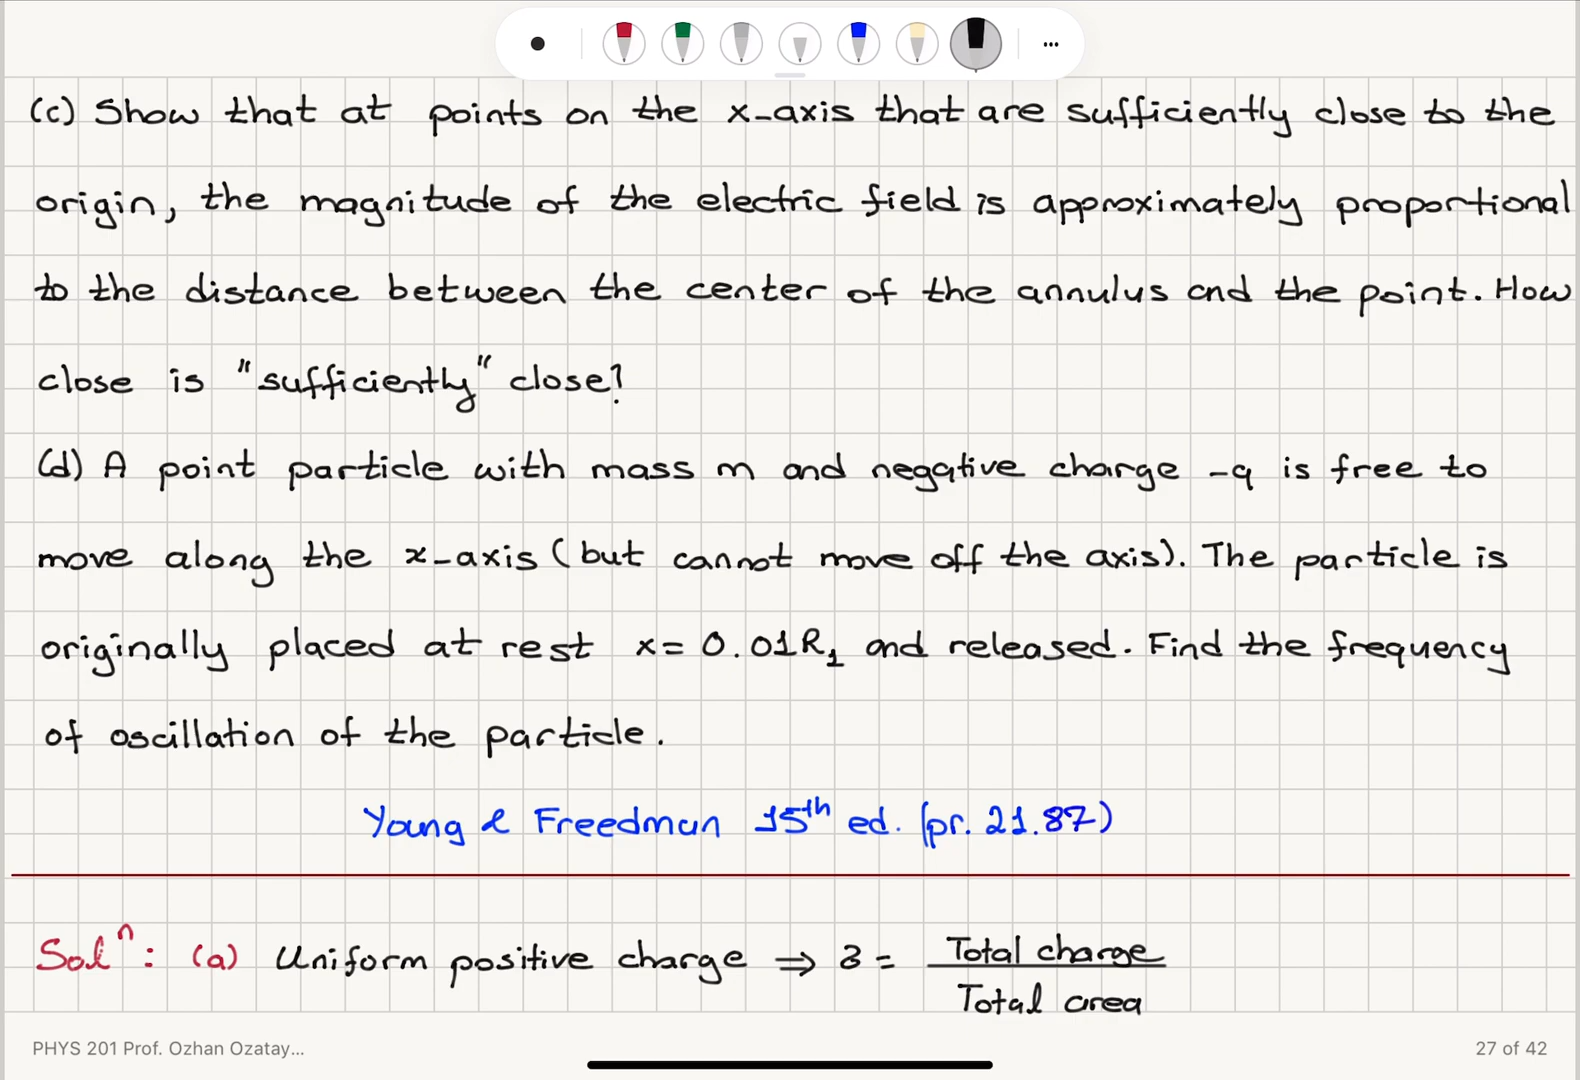 (c) Show that at points on the x-axis that are sufficiently close to the
origin, the magnitude of the electric field is approximately proportional
to the distance between the center of the annulus and the point. How
close is "sufficiently" close?
(d) A point particle with mass m and negative charge -q is free to
move along the x-axis (but cannot move off the axis). The particle is
originally placed at rest x = 0.01R₁ and released. Find the frequency
of oscillation of the particle.
Young & Freedman 15th ed. (pr. 21.87)
Solⁿ: (a) Uniform positive charge ⇒ = Total charge
Total area
PHYS 201 Prof. Ozhan Ozatay...
27 of 42